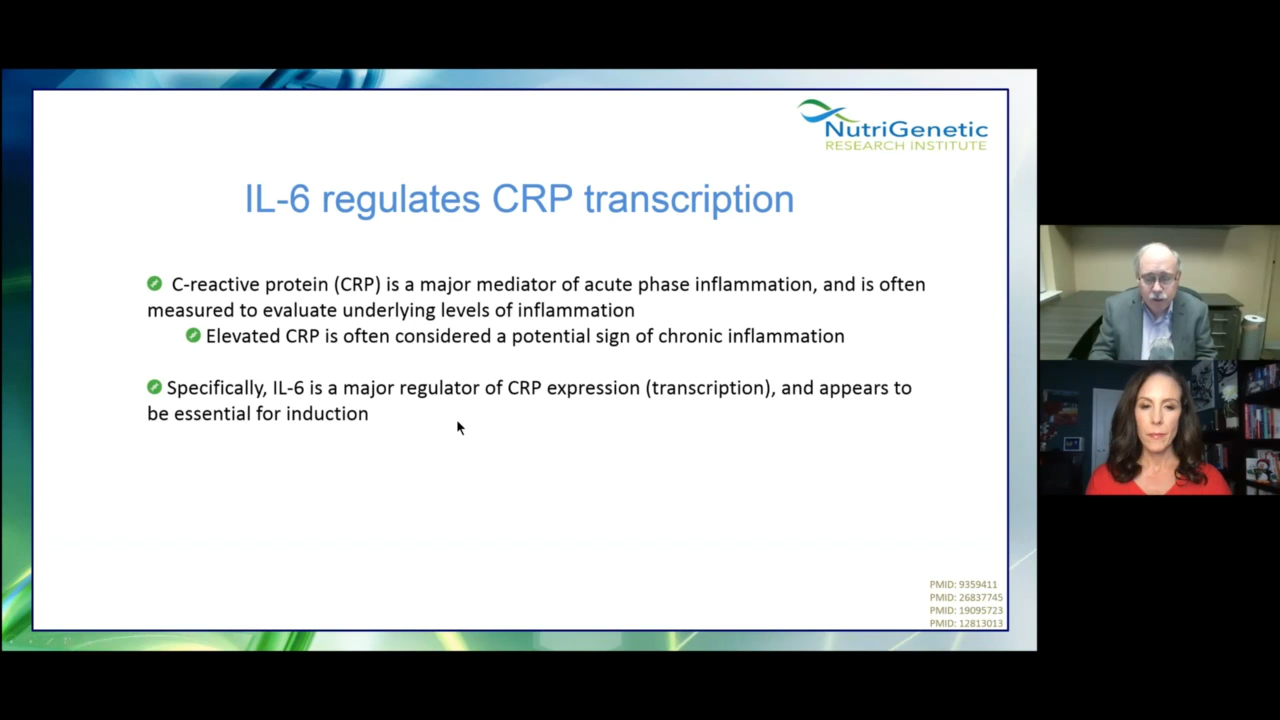 NutriGenetic
RESEARCH INSTITUTE
IL-6 regulates CRP transcription
C-reactive protein (CRP) is a major mediator of acute phase inflammation, and is often
measured to evaluate underlying levels of inflammation
Elevated CRP is often considered a potential sign of chronic inflammation
Specifically, IL-6 is a major regulator of CRP expression (transcription), and appears to
be essential for induction
PMID: 9359411
PMID: 26837745
PMID: 19095723
PMID: 12813013